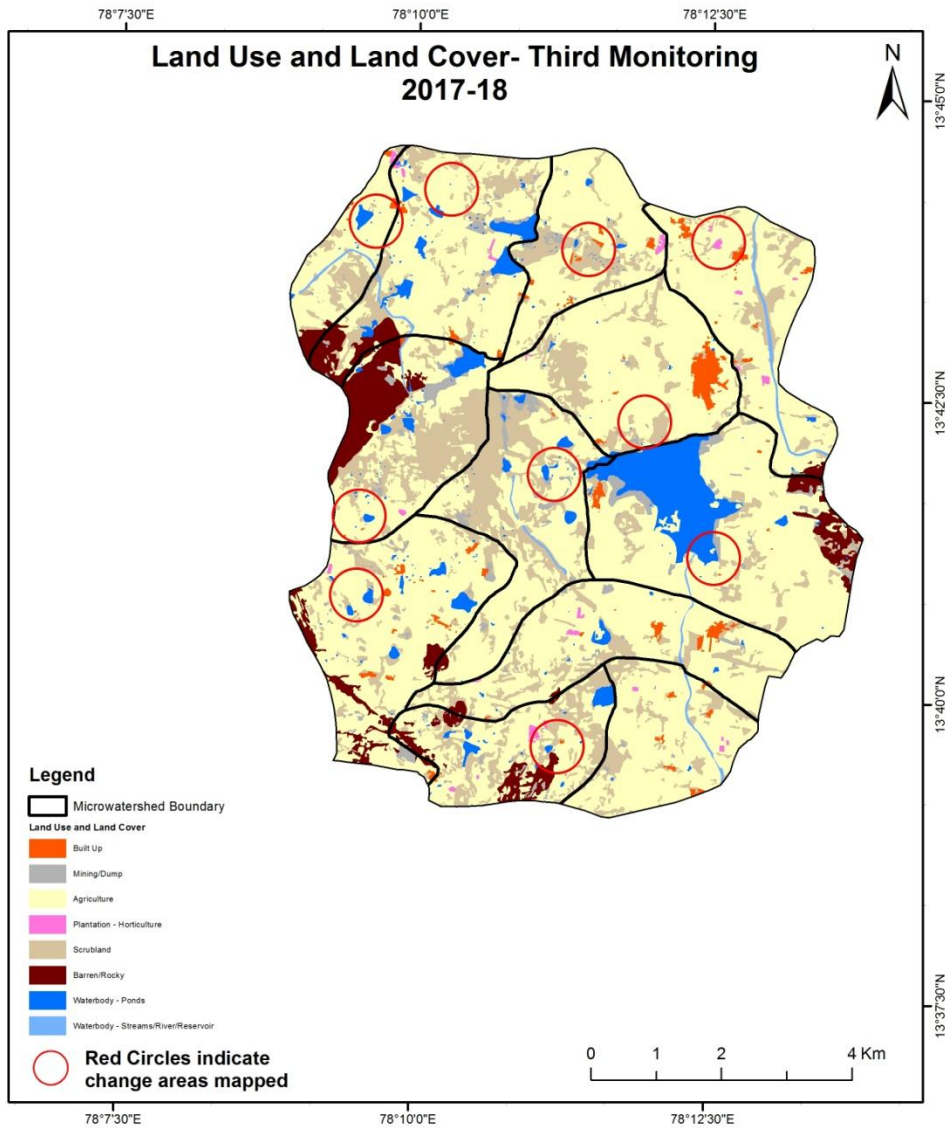 78°7'30"E
78°10'0"E
78°12'30"E
Land Use and Land Cover- Third Monitoring
2017-18
N
13°45'0"N
13°42'30"N
13°40'0"N
13°37'30"N
Legend
Microwatershed Boundary
Land Use and Land Cover
Built Up
Mining/Dump
Agriculture
Plantation - Horticulture
Scrubland
Barren/Rocky
Waterbody - Ponds
Waterbody - Streams/River/Reservoir
Red Circles indicate
change areas mapped
0 1 2 4 Km
78°7'30"E
78°10'0"E
78°12'30"E